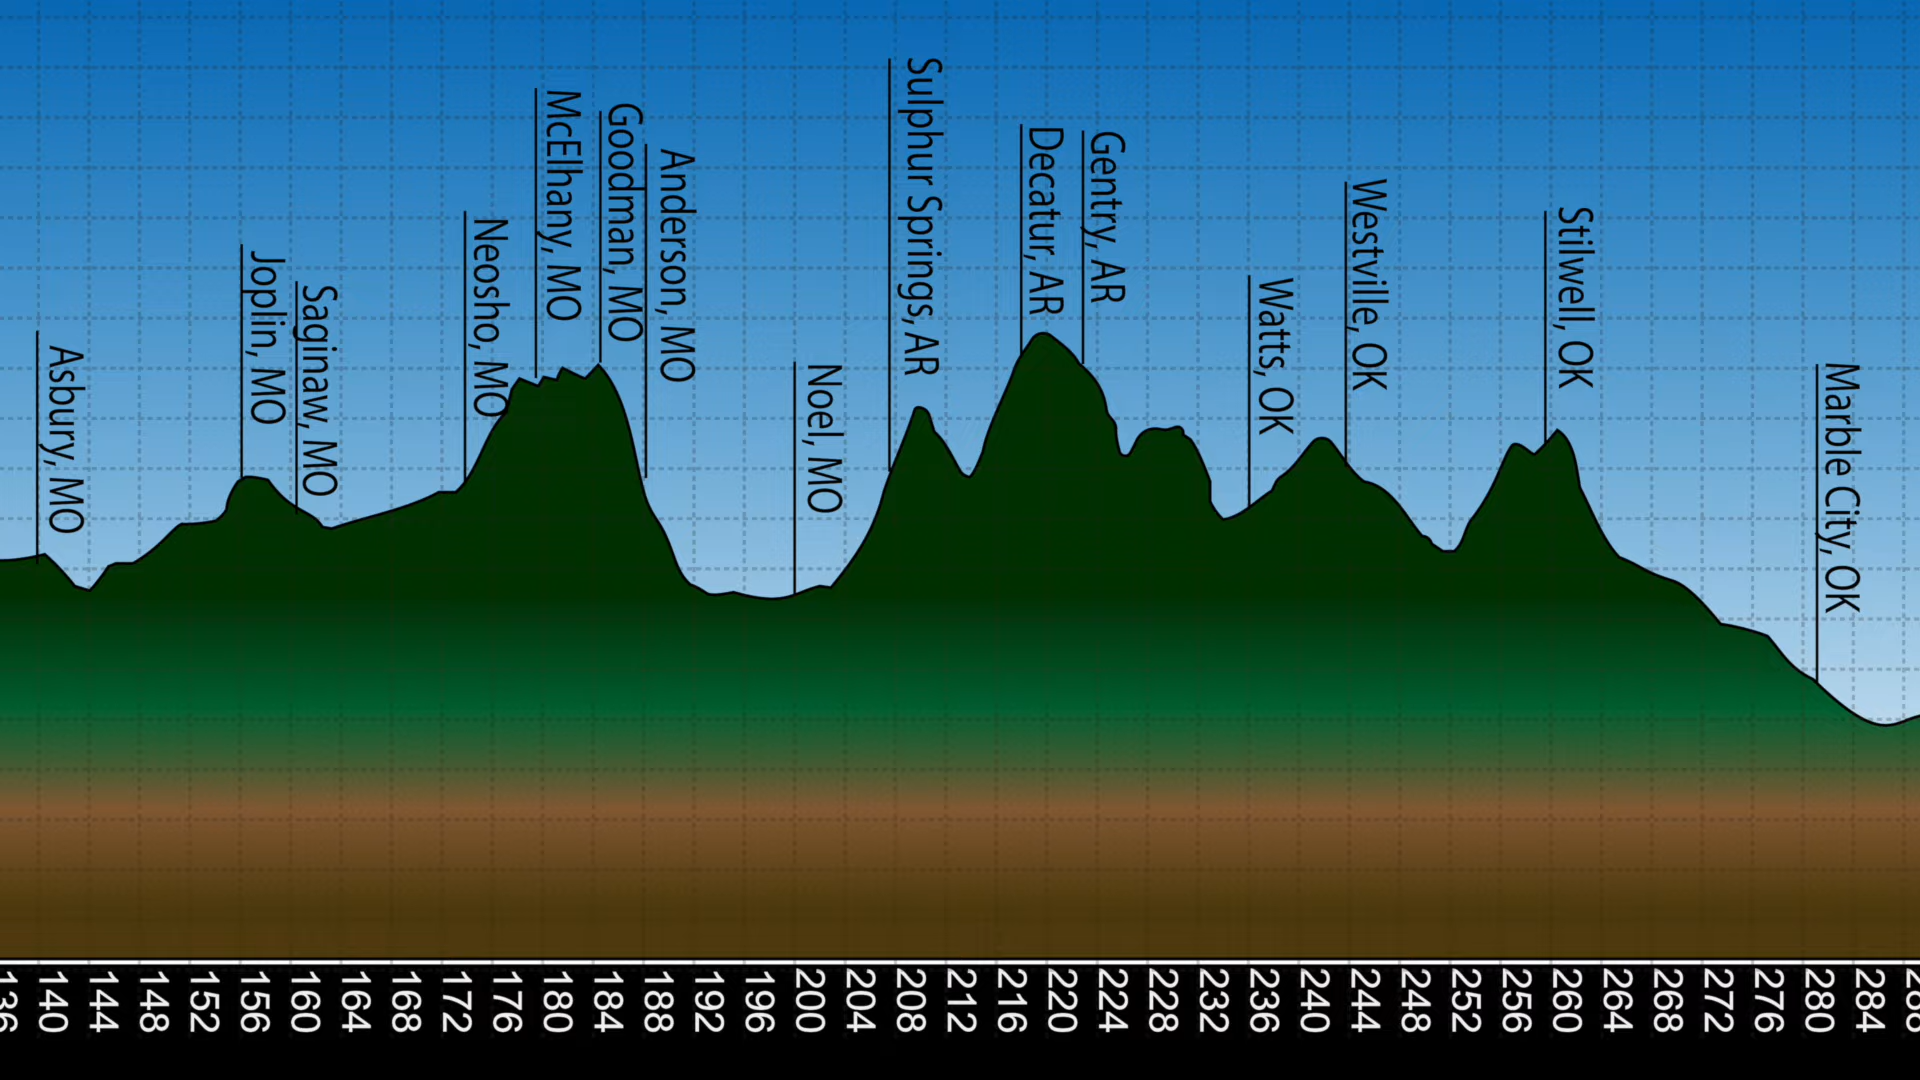 Asbury, MO
Joplin, MO
Saginaw, MO
Neosho, MO
McElhany, MO
Goodman, MO
Anderson, MO
Noel, MO
Sulphur Springs, AR
Decatur, AR
Gentry, AR
Watts, OK
Westville, OK
Stilwell, OK
Marble City, OK
136
140
144
148
152
156
160
164
168
172
176
180
184
188
192
196
200
204
208
212
216
220
224
228
232
236
240
244
248
252
256
260
264
268
272
276
280
284
288